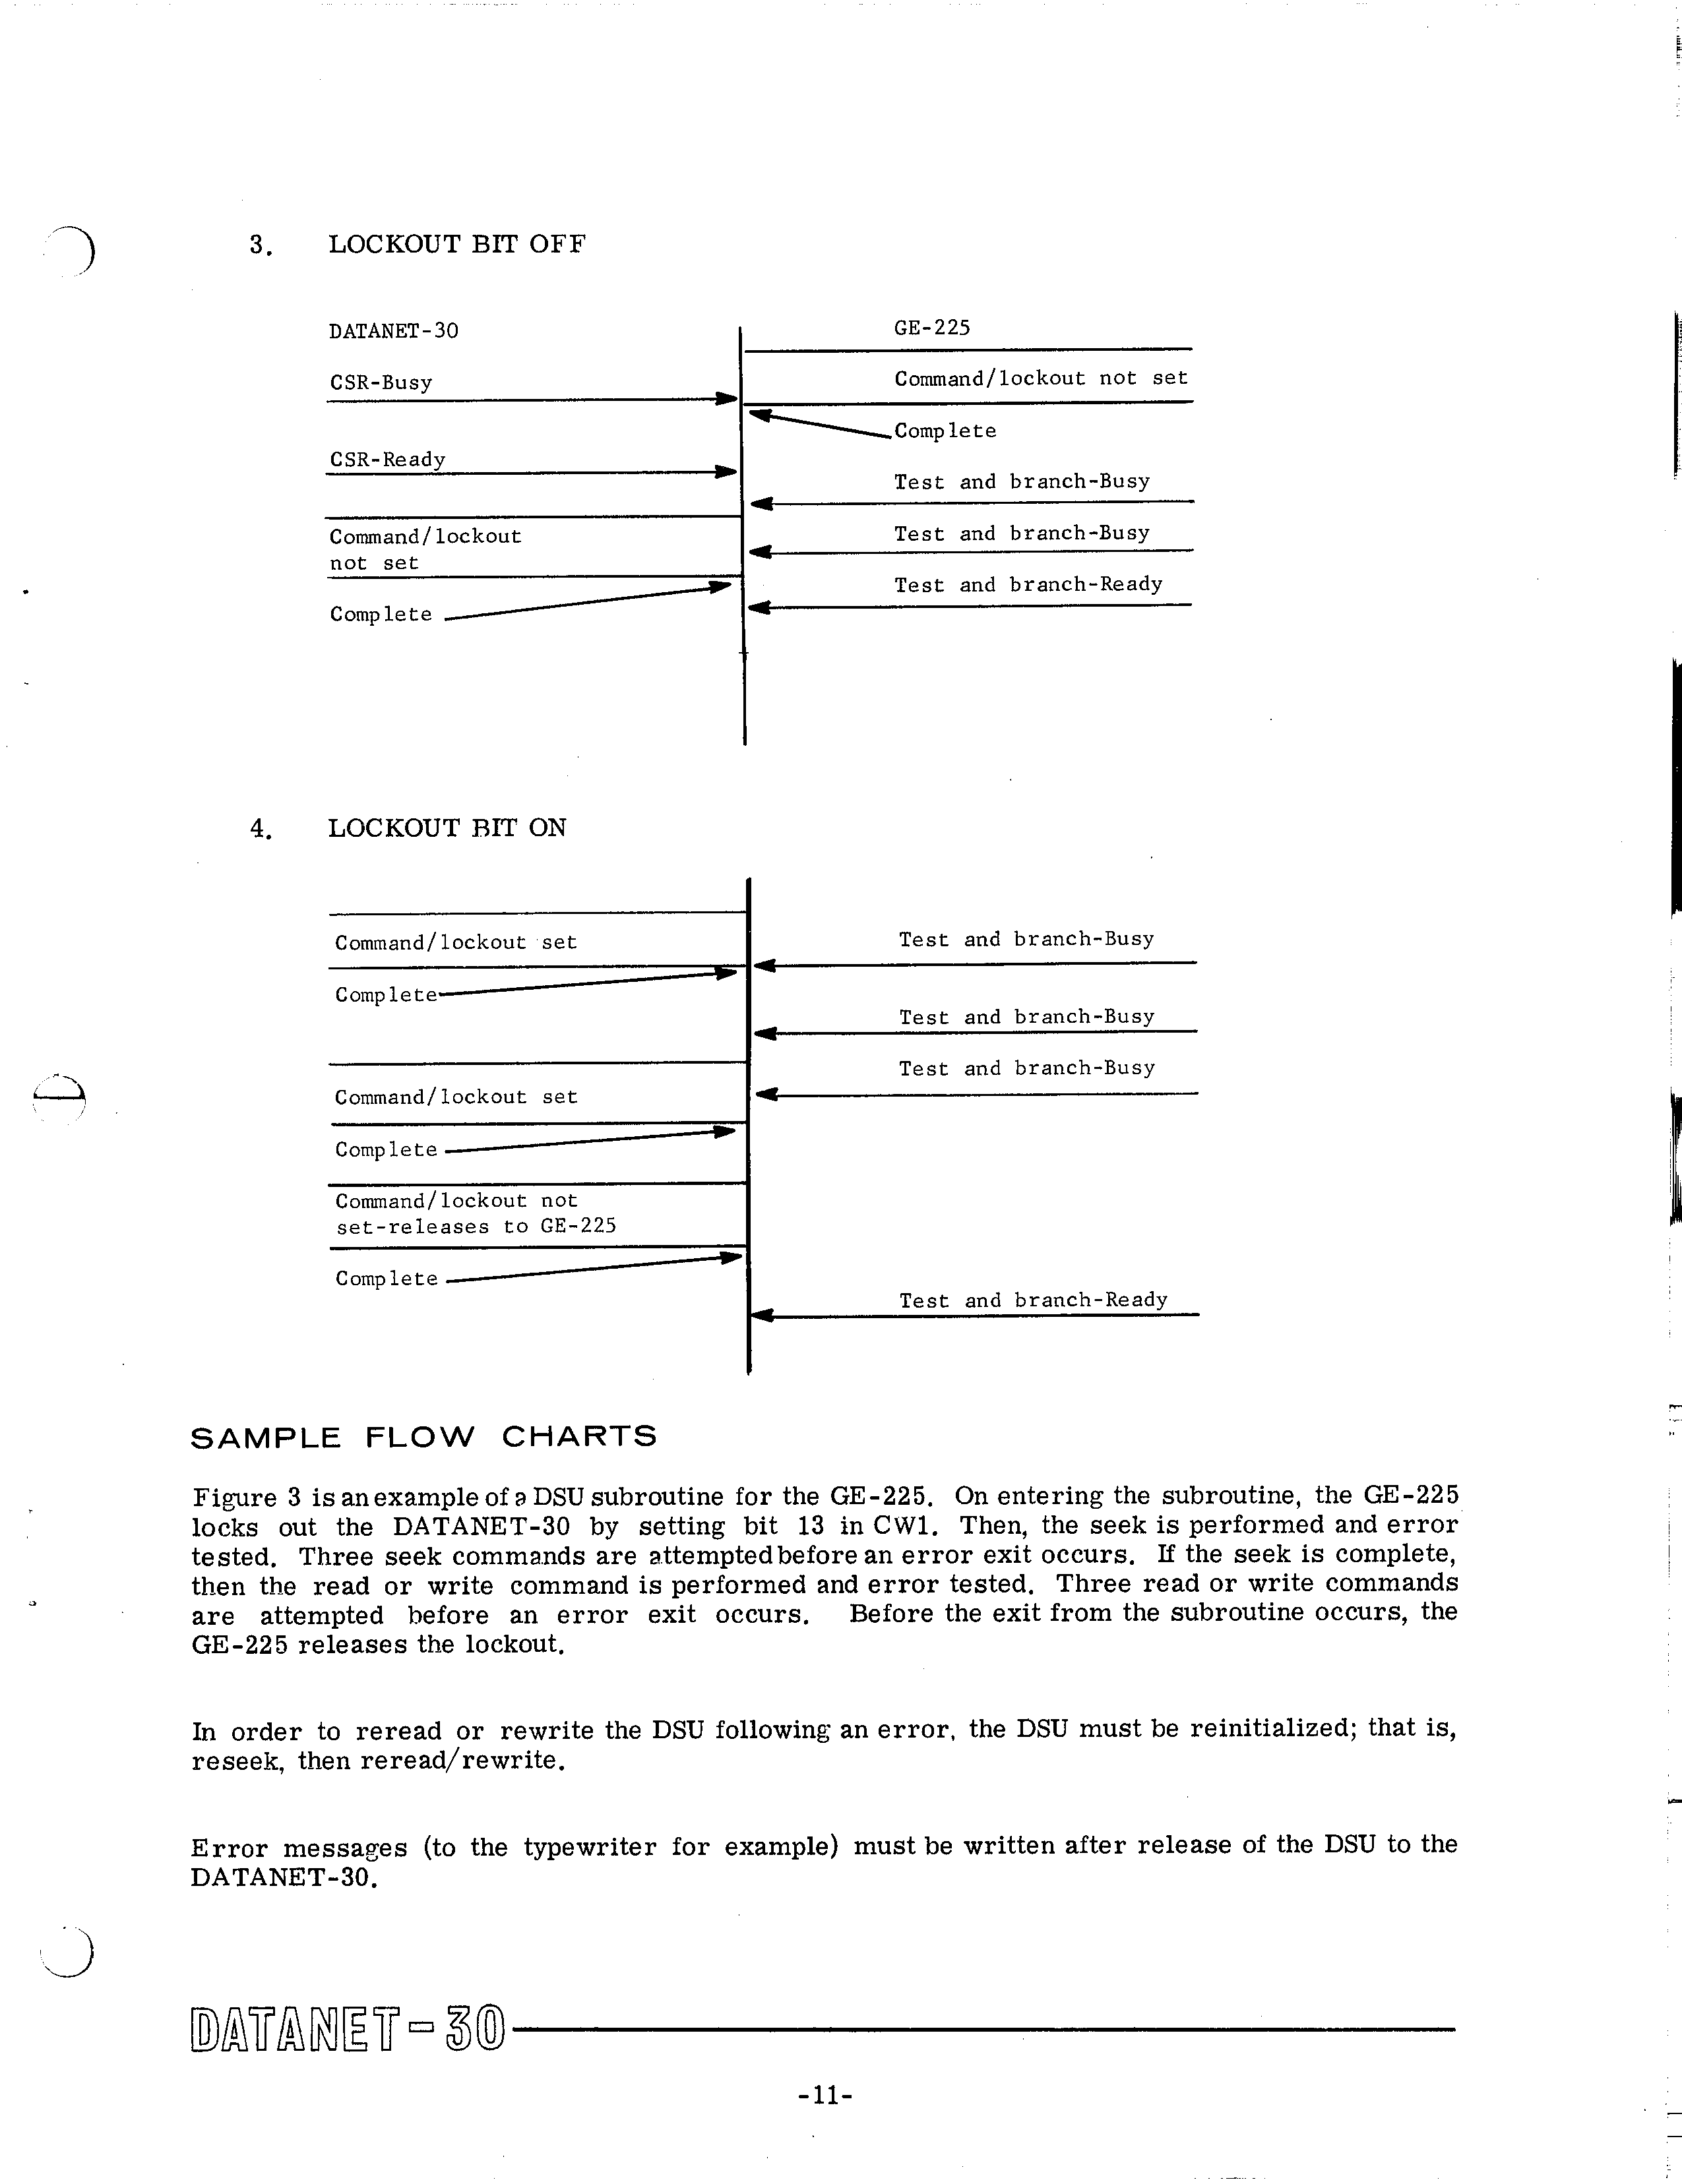 3. LOCKOUT BIT OFF
DATANET-30 GE-225
CSR-Busy Command/lockout not set
Complete
CSR-Ready
Test and branch-Busy
Command/lockout Test and branch-Busy
not set
Test and branch-Ready
Complete
4. LOCKOUT BIT ON
Command/lockout set Test and branch-Busy
Complete
Test and branch-Busy
Test and branch-Busy
Command/lockout set
Complete
Command/lockout not
set-releases to GE-225
Complete
Test and branch-Ready
SAMPLE FLOW CHARTS
Figure 3 is an example of a DSU subroutine for the GE-225. On entering the subroutine, the GE-225
locks out the DATANET-30 by setting bit 13 in CW1. Then, the seek is performed and error
tested. Three seek commands are attempted before an error exit occurs. If the seek is complete,
then the read or write command is performed and error tested. Three read or write commands
are attempted before an error exit occurs. Before the exit from the subroutine occurs, the
GE-225 releases the lockout.
In order to reread or rewrite the DSU following an error, the DSU must be reinitialized; that is,
reseek, then reread/rewrite.
Error messages (to the typewriter for example) must be written after release of the DSU to the
DATANET-30.
DATANET-30
-11-